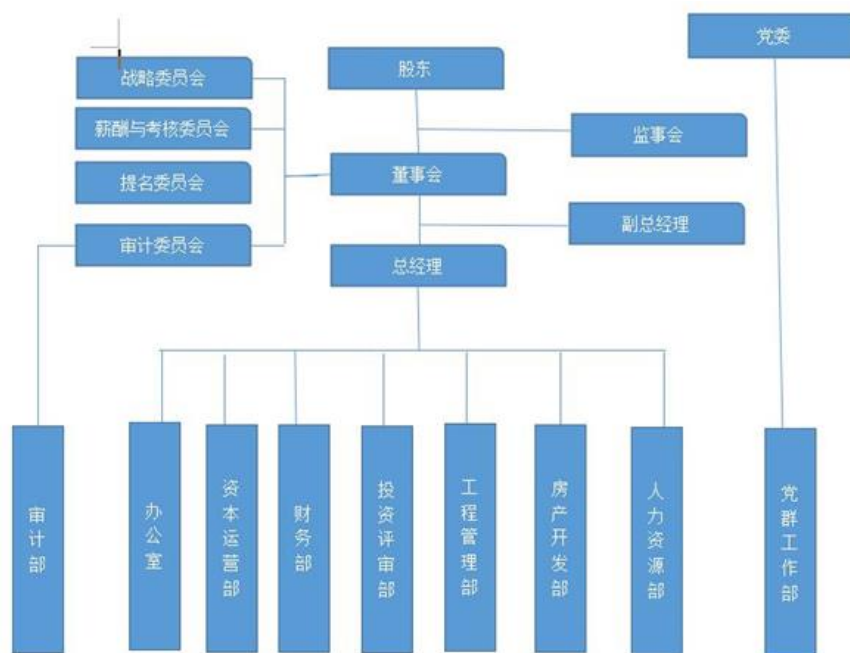 党委
股东
战略委员会
薪酬与考核委员会
监事会
董事会
提名委员会
副总经理
审计委员会
总经理
审计部
办公室
资本运营部
财务部
投资评审部
工程管理部
房产开发部
人力资源部
党群工作部